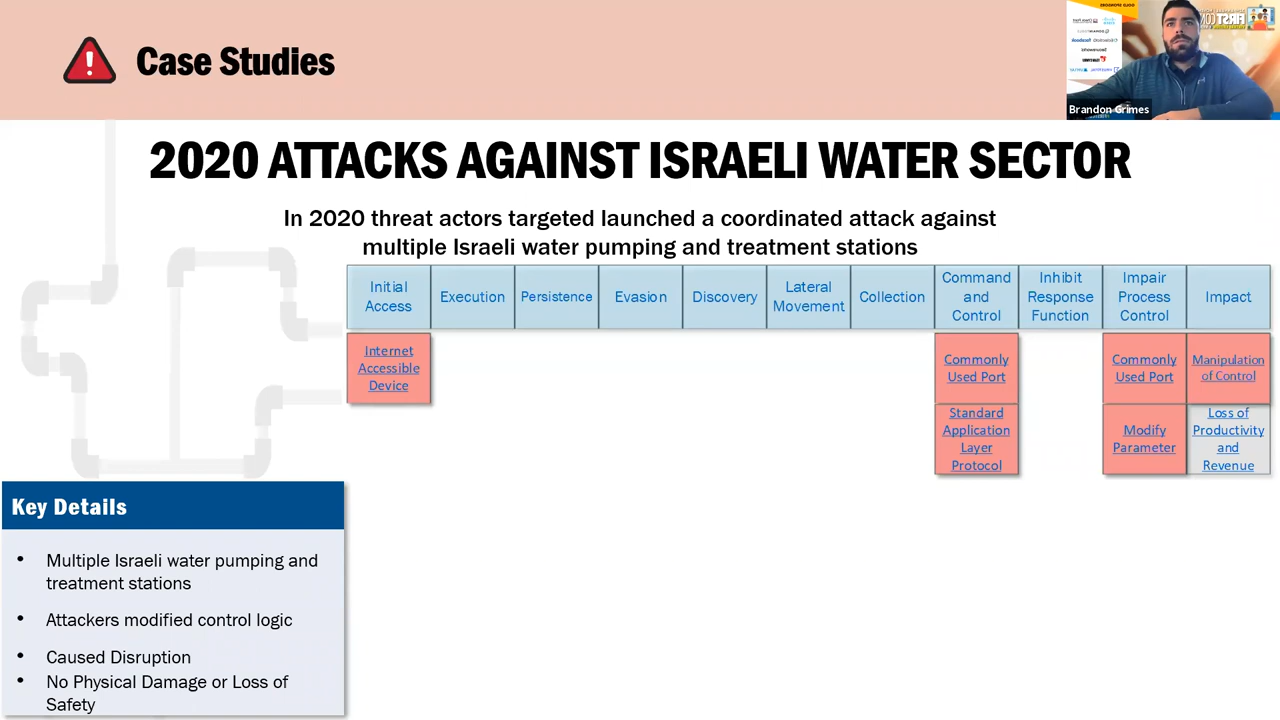 Case Studies
Brandon Grimes
2020 ATTACKS AGAINST ISRAELI WATER SECTOR
In 2020 threat actors targeted launched a coordinated attack against
multiple Israeli water pumping and treatment stations
Initial
Access
Execution
Persistence
Evasion
Discovery
Lateral
Movement
Collection
Command
and
Control
Inhibit
Response
Function
Impair
Process
Control
Impact
Internet
Accessible
Device
Commonly
Used Port
Commonly
Used Port
Manipulation
of Control
Standard
Application
Layer
Protocol
Modify
Parameter
Loss of
Productivity
and
Revenue
Key Details
• Multiple Israeli water pumping and
treatment stations
• Attackers modified control logic
• Caused Disruption
• No Physical Damage or Loss of
Safety